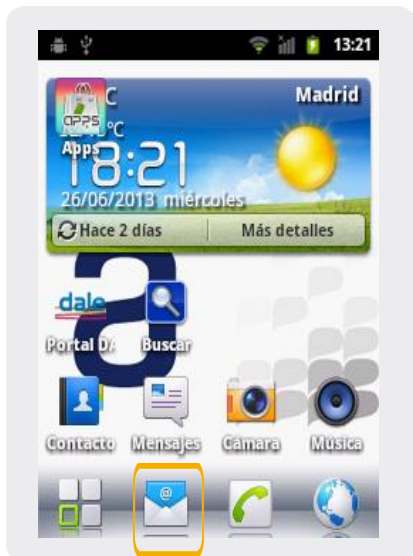 13:21
C
Madrid
APPS
°C
Apps
18:21
26/06/2013 miércoles
Hace 2 días
Más detalles
a
dale
Portal DA
Buscar
Contacto
Mensajes
Cámara
Música
@